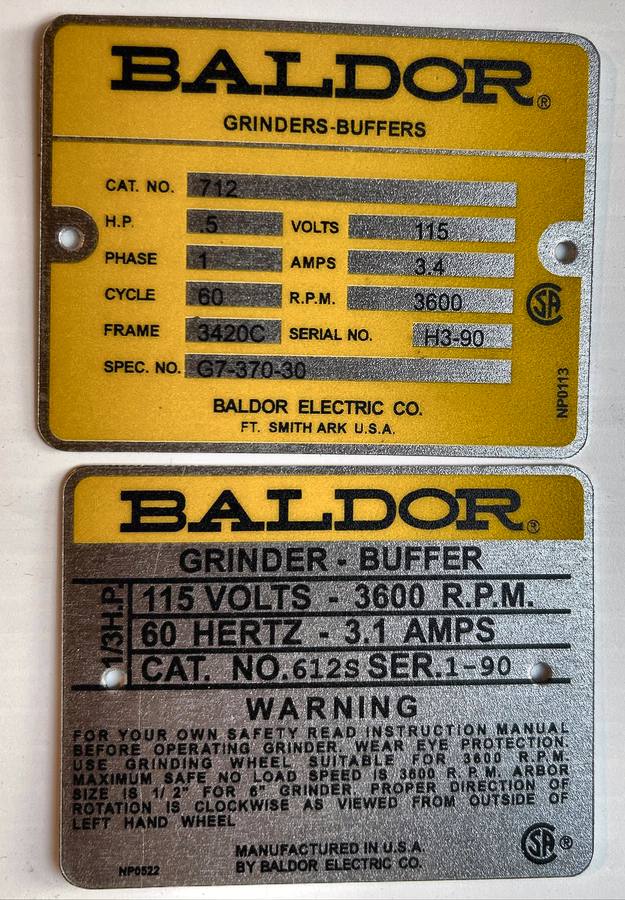 BALDOR®
GRINDERS-BUFFERS
CAT. NO. 712
H.P. .5 VOLTS 115
PHASE 1 AMPS 3.4
CYCLE 60 R.P.M. 3600
FRAME 3420C SERIAL NO. H3-90
SPEC. NO. G7-370-30
BALDOR ELECTRIC CO.
FT. SMITH ARK U.S.A.
NP0113
SA
BALDOR®
GRINDER - BUFFER
1/3H.P.
115 VOLTS - 3600 R.P.M.
60 HERTZ - 3.1 AMPS
CAT. NO.612S SER.1-90
WARNING
FOR YOUR OWN SAFETY READ INSTRUCTION MANUAL
BEFORE OPERATING GRINDER. WEAR EYE PROTECTION.
USE GRINDING WHEEL SUITABLE FOR 3600 R.P.M.
MAXIMUM SAFE NO LOAD SPEED IS 3600 R.P.M. ARBOR
SIZE IS 1/2" FOR 6" GRINDER. PROPER DIRECTION OF
ROTATION IS CLOCKWISE AS VIEWED FROM OUTSIDE OF
LEFT HAND WHEEL
MANUFACTURED IN U.S.A.
BY BALDOR ELECTRIC CO.
NP0522
SA®